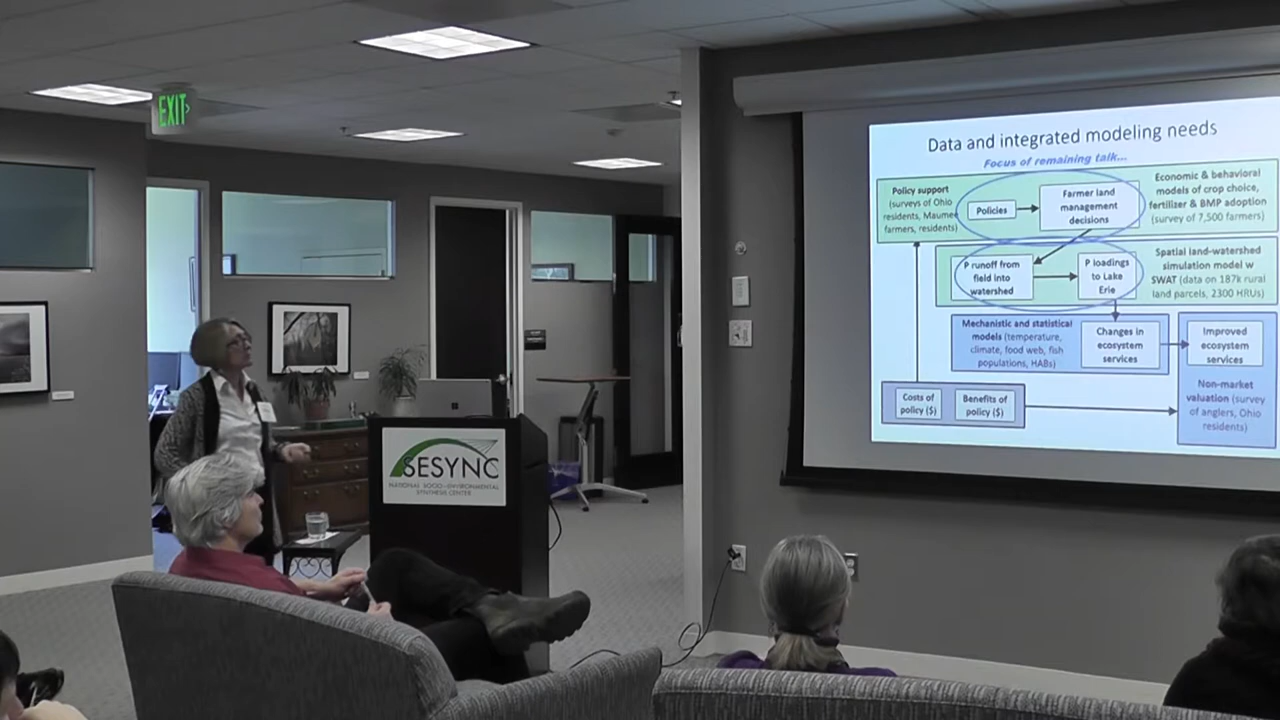 EXIT
SESYNC
NATIONAL SOCIO-ENVIRONMENTAL
SYNTHESIS CENTER
Data and integrated modeling needs
Focus of remaining talk...
Policy support
(surveys of Ohio
residents, Maumee
farmers, residents)
Policies
Farmer land
management
decisions
Economic & behavioral
models of crop choice,
fertilizer & BMP adoption
(survey of 7,500 farmers)
P runoff from
field into
watershed
P loadings
to Lake
Erie
Spatial land-watershed
simulation model w
SWAT (data on 187k rural
land parcels, 2300 HRUs)
Mechanistic and statistical
models (temperature,
climate, food web, fish
populations, HABs)
Changes in
ecosystem
services
Improved
ecosystem
services
Non-market
valuation (survey
of anglers, Ohio
residents)
Costs of
policy ($)
Benefits of
policy ($)